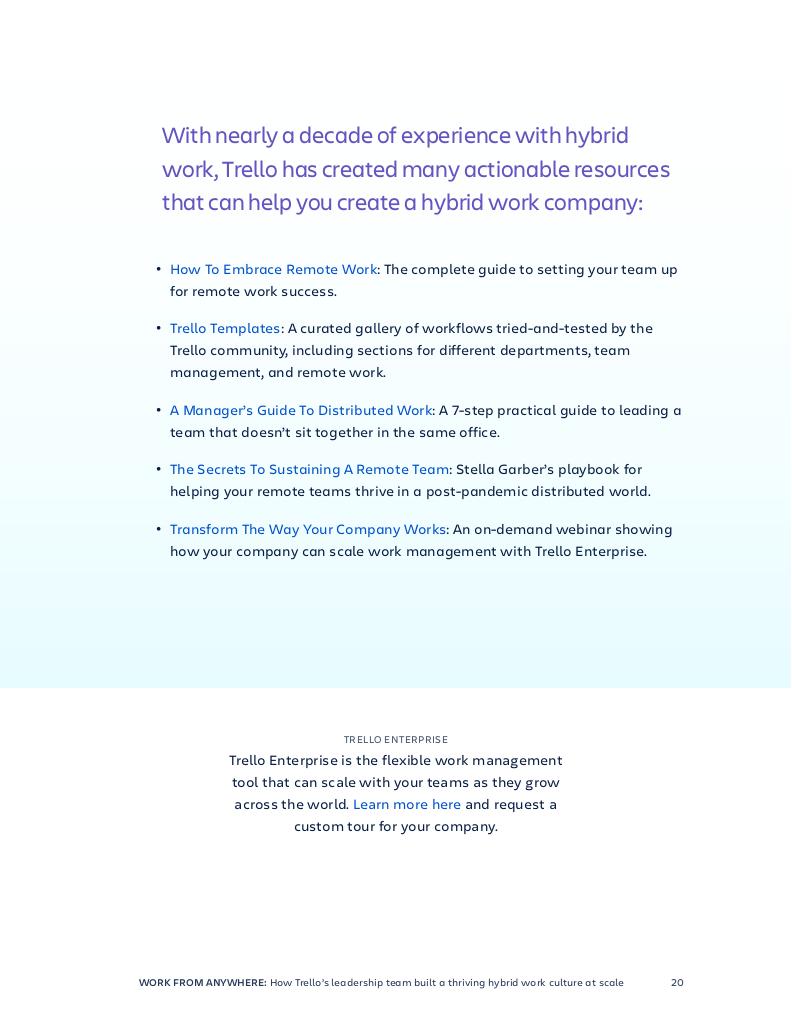 With nearly a decade of experience with hybrid
work, Trello has created many actionable resources
that can help you create a hybrid work company:
• How To Embrace Remote Work: The complete guide to setting your team up
for remote work success.
• Trello Templates: A curated gallery of workflows tried-and-tested by the
Trello community, including sections for different departments, team
management, and remote work.
• A Manager’s Guide To Distributed Work: A 7-step practical guide to leading a
team that doesn’t sit together in the same office.
• The Secrets To Sustaining A Remote Team: Stella Garber’s playbook for
helping your remote teams thrive in a post-pandemic distributed world.
• Transform The Way Your Company Works: An on-demand webinar showing
how your company can scale work management with Trello Enterprise.
TRELLO ENTERPRISE
Trello Enterprise is the flexible work management
tool that can scale with your teams as they grow
across the world. Learn more here and request a
custom tour for your company.
WORK FROM ANYWHERE: How Trello’s leadership team built a thriving hybrid work culture at scale 20